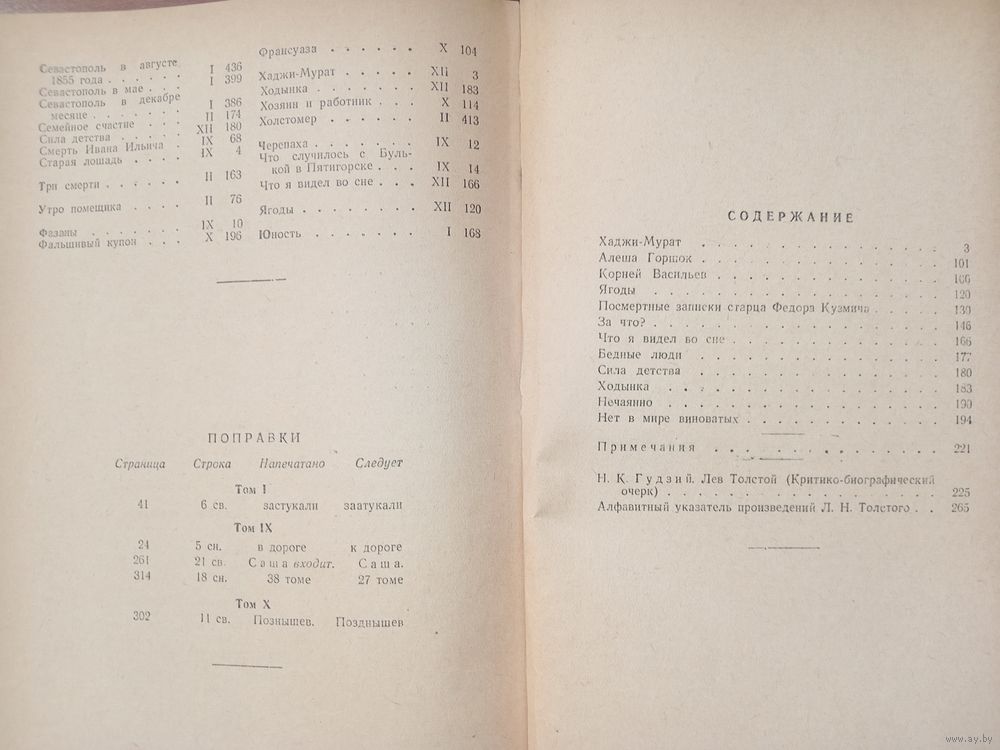 Севастополь в августе
1855 года . . . . . . I 436
Севастополь в мае . . . I 399
Севастополь в декабре
месяце . . . . . . . I 386
Семейное счастие . . . II 174
Сила детства . . . . . XII 180
Смерть Ивана Ильича . IX 68
Старая лошадь . . . . IX 4
Три смерти . . . . . . II 163
Утро помещика . . . . II 76
Фазаны . . . . . . . IX 10
Фальшивый купон . . . X 196
Франсуаза . . . . . . X 104
Хаджи-Мурат . . . . . XII 3
Ходынка . . . . . . . XII 183
Хозяин и работник . . . X 114
Холстомер . . . . . . II 413
Черепаха . . . . . . . IX 12
Что случилось с Буль-
кой в Пятигорске . . . IX 14
Что я видел во сне . . . XII 166
Ягоды . . . . . . . . XII 120
Юность . . . . . . . I 168
ПОПРАВКИ
Страница Строка Напечатано Следует
Том I
41 6 св. застукали заатукали
Том IX
24 5 сн. в дороге к дороге
261 21 св. Саша входит. Саша.
314 18 сн. 38 томе 27 томе
Том X
302 11 св. Познышев. Позднышев
СОДЕРЖАНИЕ
Хаджи-Мурат . . . . . . . . . . . . . . . 3
Алеша Горшок . . . . . . . . . . . . . . . 101
Корней Васильев . . . . . . . . . . . . . . 106
Ягоды . . . . . . . . . . . . . . . . . . 120
Посмертные записки старца Федора Кузмича . . . . . 130
За что? . . . . . . . . . . . . . . . . . . 146
Что я видел во сне . . . . . . . . . . . . . 166
Бедные люди . . . . . . . . . . . . . . . 177
Сила детства . . . . . . . . . . . . . . . 180
Ходынка . . . . . . . . . . . . . . . . . 183
Нечаянно . . . . . . . . . . . . . . . . . 190
Нет в мире виноватых . . . . . . . . . . . . 194
Примечания . . . . . . . . . . . . . 221
Н. К. Гудзий. Лев Толстой (Критико-биографический
очерк) . . . . . . . . . . . . . . . . . . 225
Алфавитный указатель произведений Л. Н. Толстого . . 265
www.ay.by